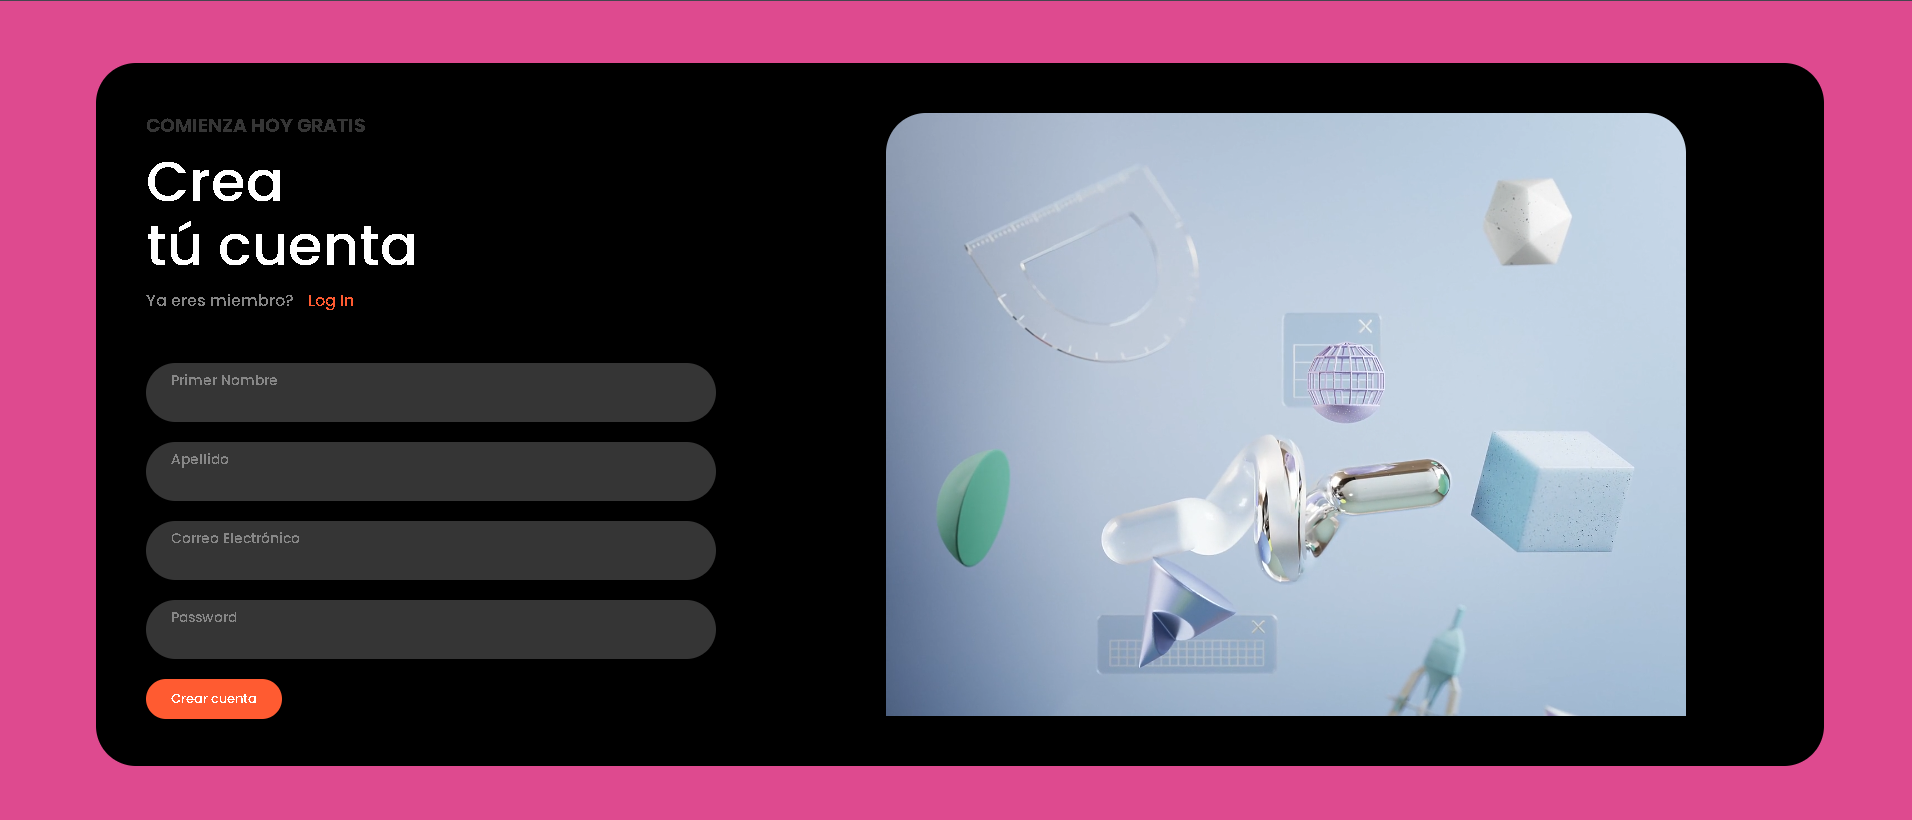 COMIENZA HOY GRATIS
Crea
tú cuenta
Ya eres miembro? Log In
Primer Nombre
Apellido
Correo Electrónico
Password
Crear cuenta